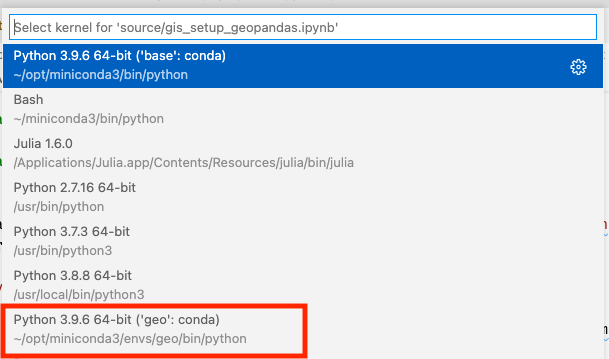 Select kernel for 'source/gis_setup_geopandas.ipynb'
Python 3.9.6 64-bit ('base': conda)
~/opt/miniconda3/bin/python
Bash
~/miniconda3/bin/python
Julia 1.6.0
/Applications/Julia.app/Contents/Resources/julia/bin/julia
Python 2.7.16 64-bit
/usr/bin/python
Python 3.7.3 64-bit
/usr/bin/python3
Python 3.8.8 64-bit
/usr/local/bin/python3
Python 3.9.6 64-bit ('geo': conda)
~/opt/miniconda3/envs/geo/bin/python